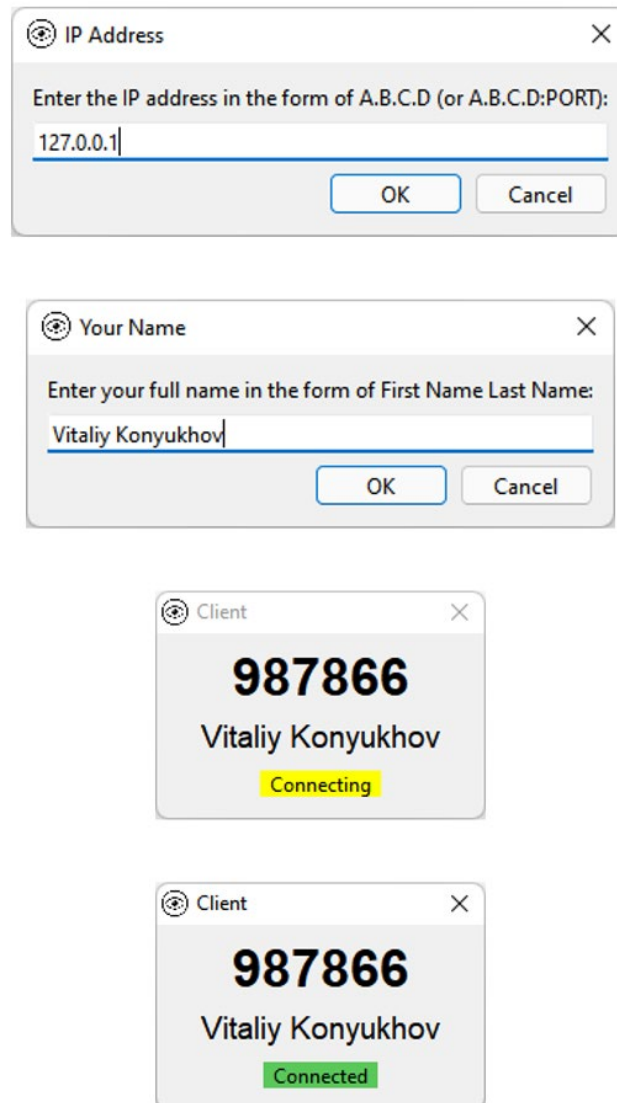 IP Address
Enter the IP address in the form of A.B.C.D (or A.B.C.D:PORT):
127.0.0.1
OK Cancel
Your Name
Enter your full name in the form of First Name Last Name:
Vitaliy Konyukhov
OK Cancel
Client
987866
Vitaliy Konyukhov
Connecting
Client
987866
Vitaliy Konyukhov
Connected